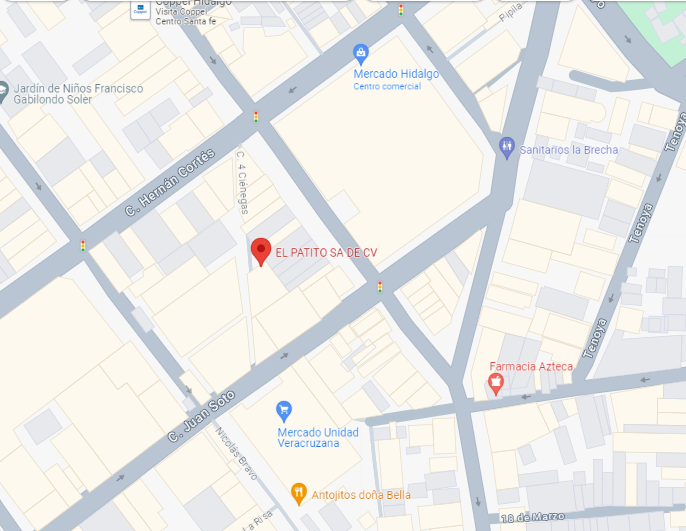 Coppel Hidalgo
Visita Coppel
Centro Santa fe
Pípila
Mercado Hidalgo
Centro comercial
Jardín de Niños Francisco
Gabilondo Soler
Tenoya
Sanitarios la Brecha
C. Hernán Cortés
C. 4 Ciénegas
Tenoya
EL PATITO SA DE CV
Tenoya
Farmacia Azteca
C. Juan Soto
Mercado Unidad
Veracruzana
Nicolás Bravo
Antojitos doña Bella
La Risa
18 de Marzo